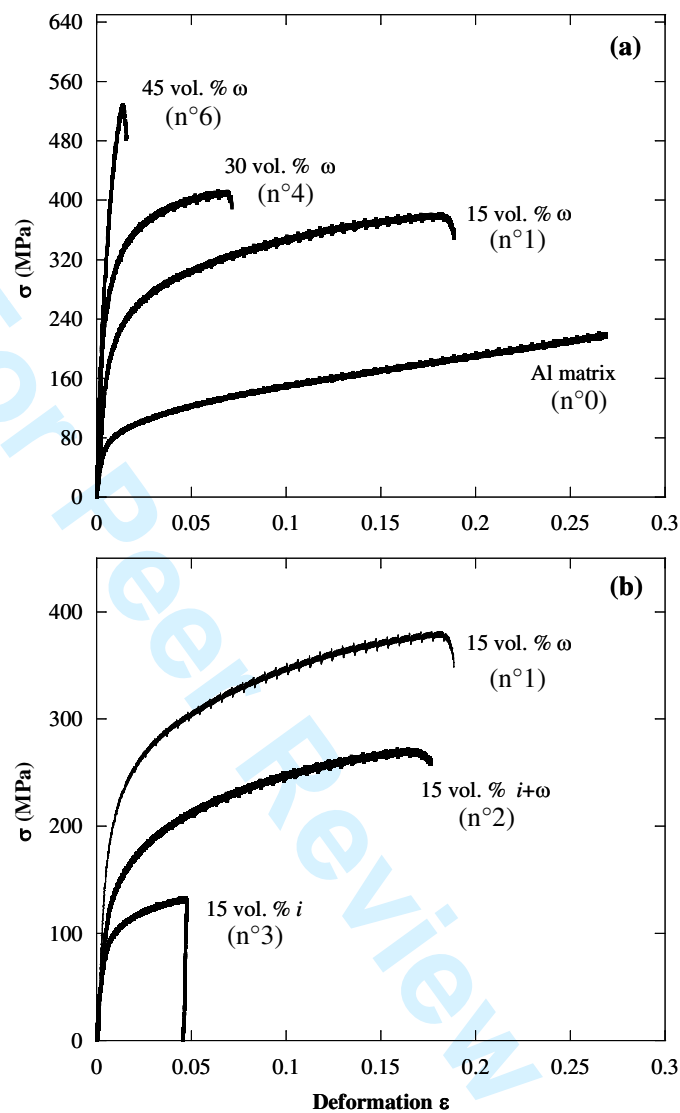 640
560
480
400
320
240
160
80
0
σ (MPa)
(a)
45 vol. % ω
(n°6)
30 vol. % ω
(n°4)
15 vol. % ω
(n°1)
Al matrix
(n°0)
0 0.05 0.1 0.15 0.2 0.25 0.3
400
300
200
100
0
σ (MPa)
(b)
15 vol. % ω
(n°1)
15 vol. % i+ω
(n°2)
15 vol. % i
(n°3)
0 0.05 0.1 0.15 0.2 0.25 0.3
Deformation ε
For Peer Review